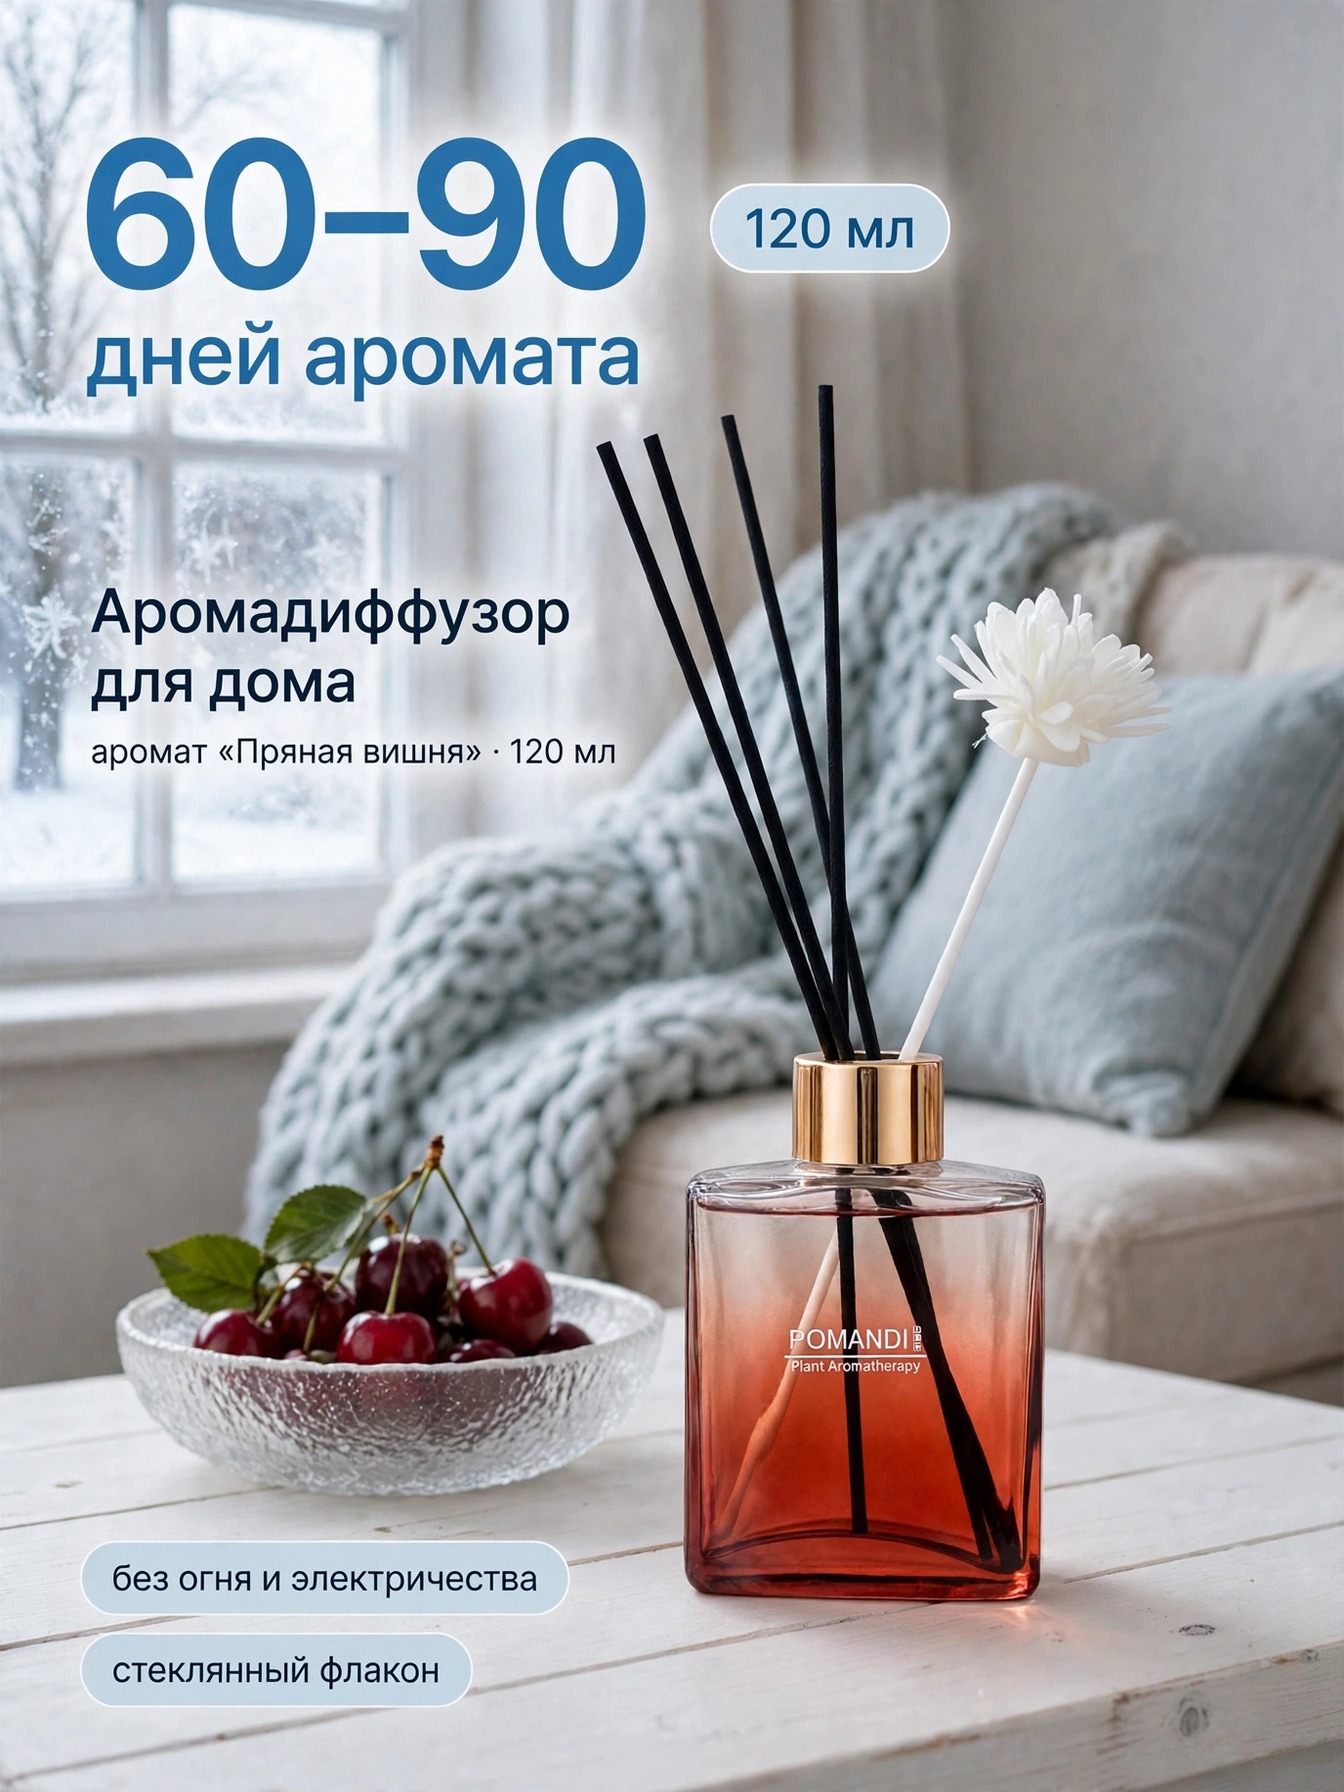 60–90
120 мл
дней аромата
Аромадиффузор
для дома
аромат «Пряная вишня» · 120 мл
POMANDI
Plant Aromatherapy
без огня и электричества
стеклянный флакон